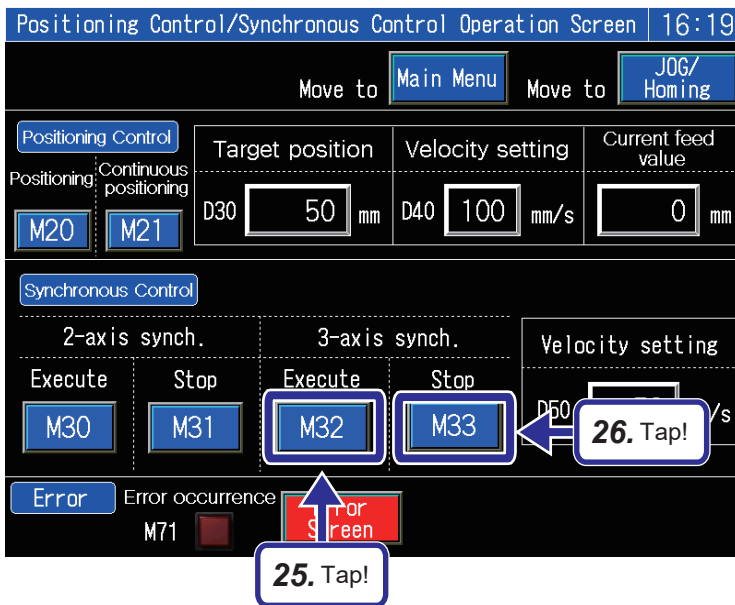 Positioning Control/Synchronous Control Operation Screen 16:19
Move to Main Menu Move to JOG/
Homing
Positioning Control
Positioning
Continuous
positioning
M20 M21
Target position
D30 50 mm
Velocity setting
D40 100 mm/s
Current feed
value
0 mm
Synchronous Control
2-axis synch.
Execute Stop
M30 M31
3-axis synch.
Execute Stop
M32 M33
Velocity setting
D50 /s
26. Tap!
Error Error occurrence
M71
Screen
25. Tap!